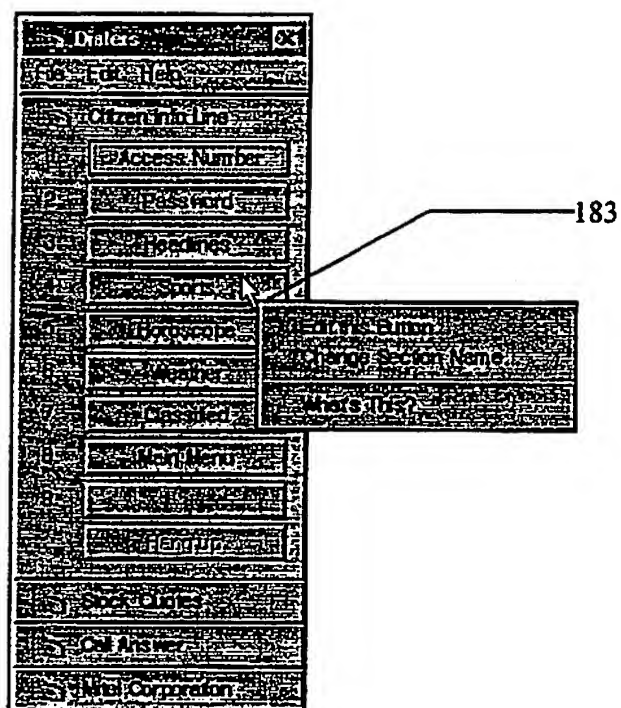 Dialers
File Edit Help
Citizen Info Line
Access Number
2 Password
3 Headlines
183
4 Sports
5 Horoscope
Edit this Button
Change Section Name
6 Weather
7 Classified
What's This?
8 Main Menu
9
Hang up
Stock Quotes
Call Answer
Mitel Corporation